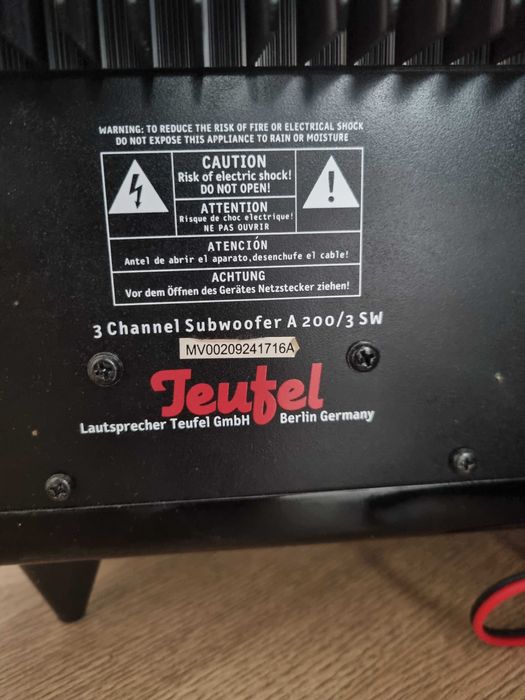 WARNING: TO REDUCE THE RISK OF FIRE OR ELECTRICAL SHOCK
DO NOT EXPOSE THIS APPLIANCE TO RAIN OR MOISTURE
CAUTION
Risk of electric shock!
DO NOT OPEN!
ATTENTION
Risque de choc electrique!
NE PAS OUVRIR
ATENCIÓN
Antel de abrir el aparato,desenchufe el cable!
ACHTUNG
Vor dem Öffnen des Gerätes Netzstecker ziehen!
3 Channel Subwoofer A 200/3 SW
MV00209241716A
Teufel
Lautsprecher Teufel GmbH Berlin Germany